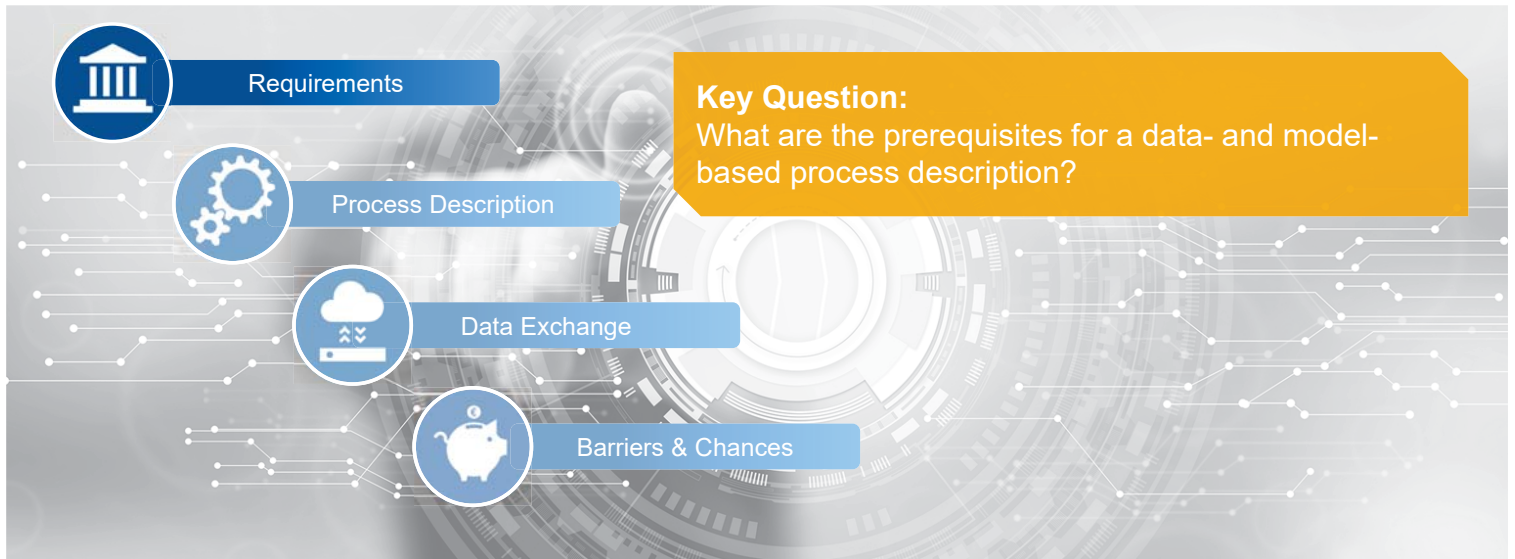 Requirements
Key Question:
What are the prerequisites for a data- and model-
based process description?
Process Description
Data Exchange
Barriers & Chances